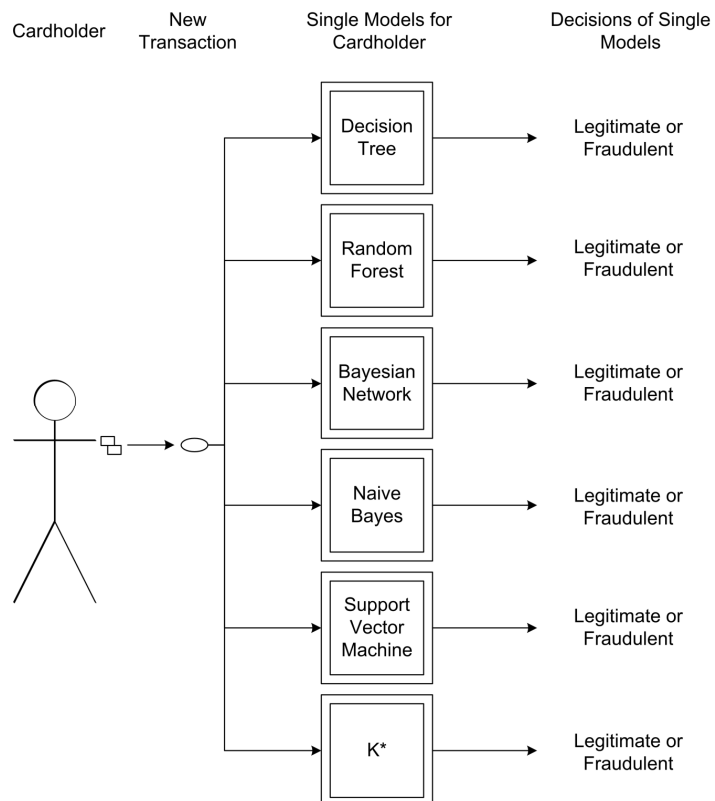 Cardholder
New
Transaction
Single Models for
Cardholder
Decisions of Single
Models
Decision
Tree
Legitimate or
Fraudulent
Random
Forest
Legitimate or
Fraudulent
Bayesian
Network
Legitimate or
Fraudulent
Naive
Bayes
Legitimate or
Fraudulent
Support
Vector
Machine
Legitimate or
Fraudulent
K*
Legitimate or
Fraudulent